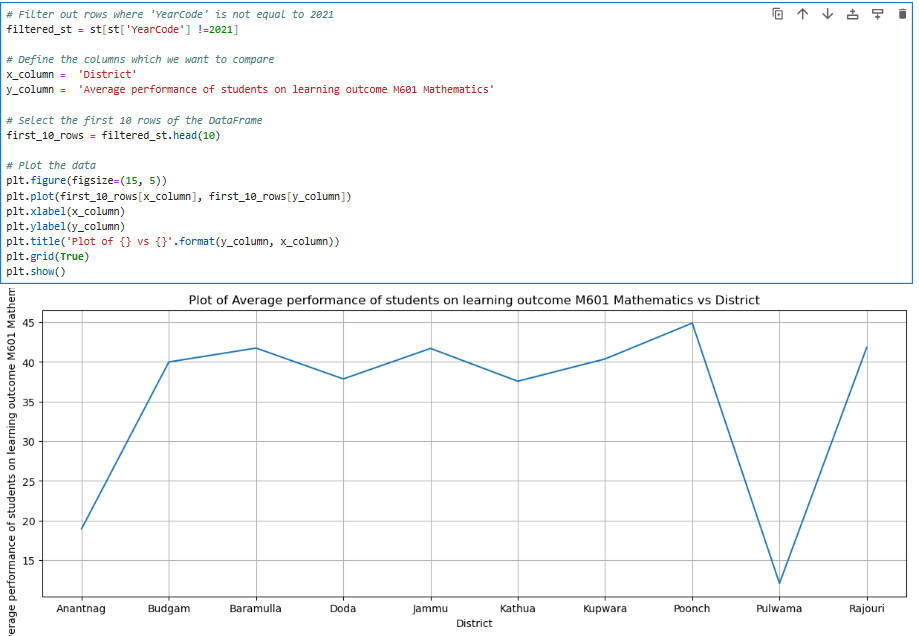 # Filter out rows where 'YearCode' is not equal to 2021
filtered_st = st[st['YearCode'] !=2021]
# Define the columns which we want to compare
x_column =  'District'
y_column =  'Average performance of students on learning outcome M601 Mathematics'
# Select the first 10 rows of the DataFrame
first_10_rows = filtered_st.head(10)
# Plot the data
plt.figure(figsize=(15, 5))
plt.plot(first_10_rows[x_column], first_10_rows[y_column])
plt.xlabel(x_column)
plt.ylabel(y_column)
plt.title('Plot of {} vs {}'.format(y_column, x_column))
plt.grid(True)
plt.show()
Plot of Average performance of students on learning outcome M601 Mathematics vs District
erage performance of students on learning outcome M601 Mathem
45
40
35
30
25
20
15
Anantnag Budgam Baramulla Doda Jammu Kathua Kupwara Poonch Pulwama Rajouri
District